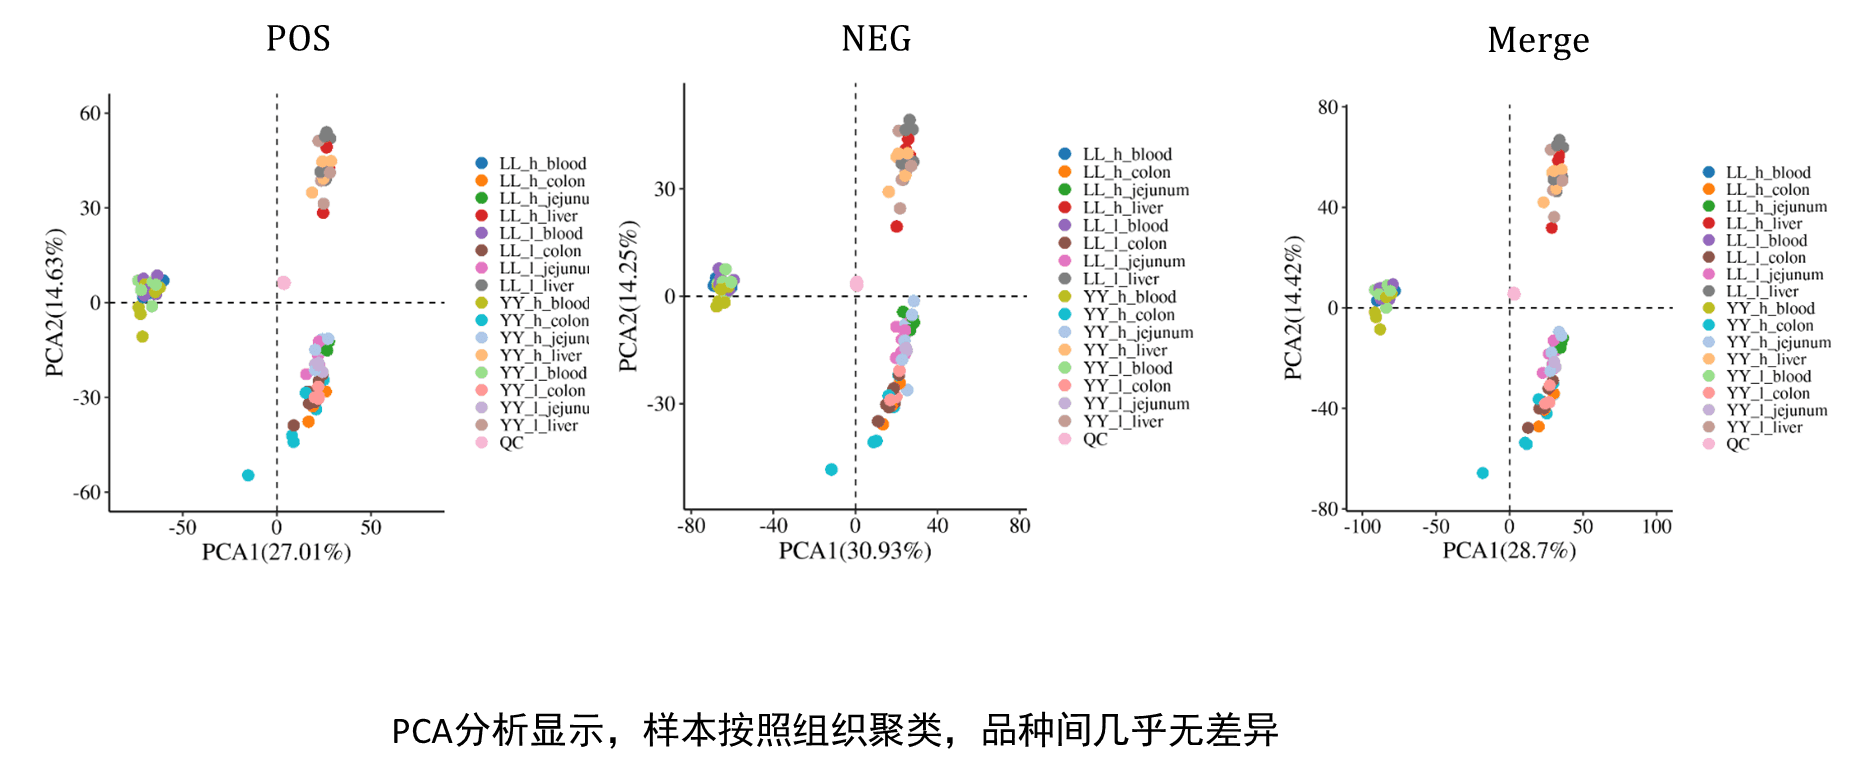 POS
NEG
Merge
60
30
0
-30
-60
PCA2(14.63%)
-50
0
50
PCA1(27.01%)
LL_h_blood
LL_h_colon
LL_h_jejunu
LL_h_liver
LL_l_blood
LL_l_colon
LL_l_jejunu
LL_l_liver
YY_h_blood
YY_h_colon
YY_h_jejunu
YY_h_liver
YY_l_blood
YY_l_colon
YY_l_jejunu
YY_l_liver
QC
30
0
-30
PCA2(14.25%)
-80
-40
0
40
80
PCA1(30.93%)
LL_h_blood
LL_h_colon
LL_h_jejunum
LL_h_liver
LL_l_blood
LL_l_colon
LL_l_jejunum
LL_l_liver
YY_h_blood
YY_h_colon
YY_h_jejunum
YY_h_liver
YY_l_blood
YY_l_colon
YY_l_jejunum
YY_l_liver
QC
80
40
0
-40
-80
PCA2(14.42%)
-100
-50
0
50
100
PCA1(28.7%)
LL_h_blood
LL_h_colon
LL_h_jejunum
LL_h_liver
LL_l_blood
LL_l_colon
LL_l_jejunum
LL_l_liver
YY_h_blood
YY_h_colon
YY_h_jejunum
YY_h_liver
YY_l_blood
YY_l_colon
YY_l_jejunum
YY_l_liver
QC
PCA分析显示，样本按照组织聚类，品种间几乎无差异